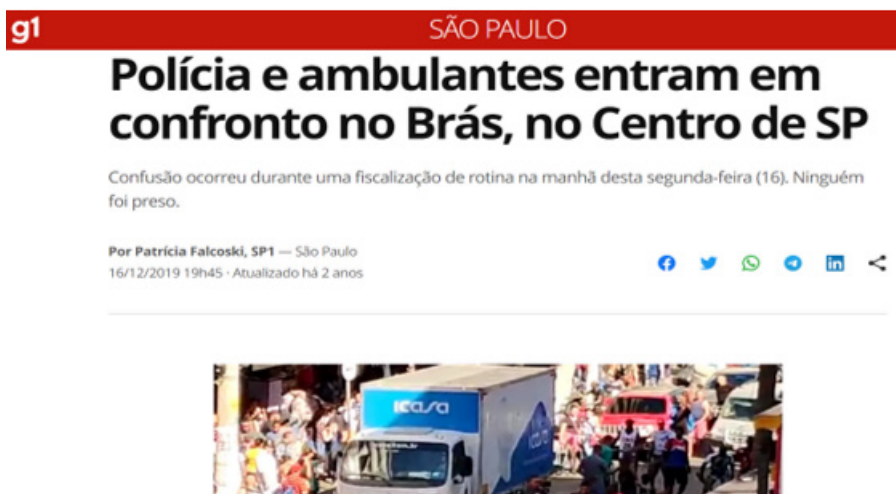 g1
SÃO PAULO
Polícia e ambulantes entram em
confronto no Brás, no Centro de SP
Confusão ocorreu durante uma fiscalização de rotina na manhã desta segunda-feira (16). Ninguém
foi preso.
Por Patrícia Falcoski, SP1 — São Paulo
16/12/2019 19h45 · Atualizado há 2 anos
icasa
icasa